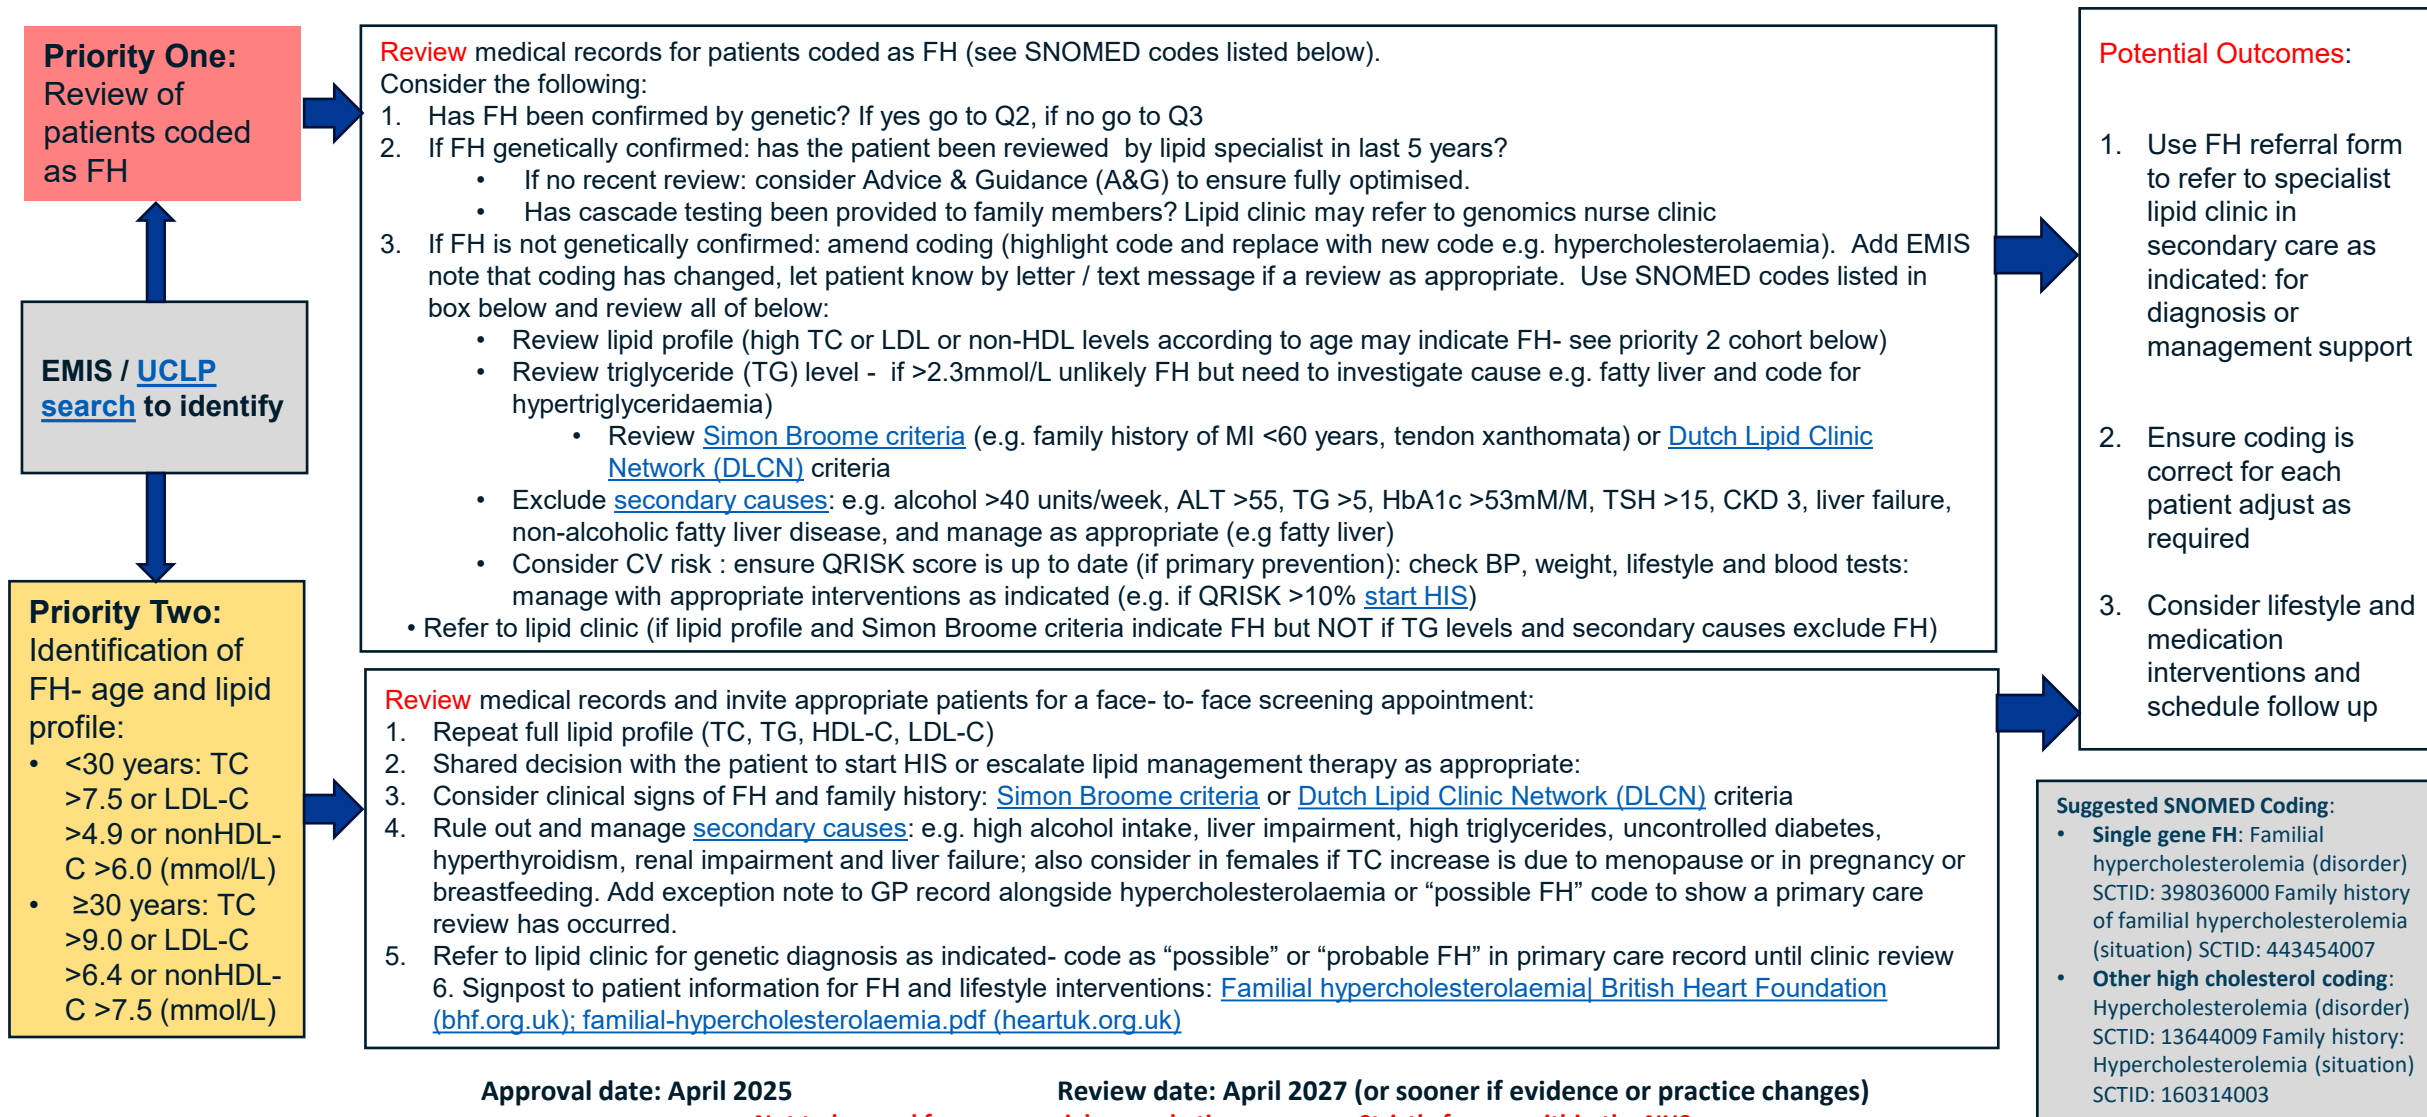 Priority One:
Review of
patients coded
as FH
EMIS / UCLP
search to identify
Priority Two:
Identification of
FH- age and lipid
profile:
• <30 years: TC
>7.5 or LDL-C
>4.9 or nonHDL-
C >6.0 (mmol/L)
• ≥30 years: TC
>9.0 or LDL-C
>6.4 or nonHDL-
C >7.5 (mmol/L)
Review medical records for patients coded as FH (see SNOMED codes listed below).
Consider the following:
1. Has FH been confirmed by genetic? If yes go to Q2, if no go to Q3
2. If FH genetically confirmed: has the patient been reviewed by lipid specialist in last 5 years?
• If no recent review: consider Advice & Guidance (A&G) to ensure fully optimised.
• Has cascade testing been provided to family members? Lipid clinic may refer to genomics nurse clinic
3. If FH is not genetically confirmed: amend coding (highlight code and replace with new code e.g. hypercholesterolaemia). Add EMIS
note that coding has changed, let patient know by letter / text message if a review as appropriate. Use SNOMED codes listed in
box below and review all of below:
• Review lipid profile (high TC or LDL or non-HDL levels according to age may indicate FH- see priority 2 cohort below)
• Review triglyceride (TG) level - if >2.3mmol/L unlikely FH but need to investigate cause e.g. fatty liver and code for
hypertriglyceridaemia)
• Review Simon Broome criteria (e.g. family history of MI <60 years, tendon xanthomata) or Dutch Lipid Clinic
Network (DLCN) criteria
• Exclude secondary causes: e.g. alcohol >40 units/week, ALT >55, TG >5, HbA1c >53mM/M, TSH >15, CKD 3, liver failure,
non-alcoholic fatty liver disease, and manage as appropriate (e.g fatty liver)
• Consider CV risk : ensure QRISK score is up to date (if primary prevention): check BP, weight, lifestyle and blood tests:
manage with appropriate interventions as indicated (e.g. if QRISK >10% start HIS)
• Refer to lipid clinic (if lipid profile and Simon Broome criteria indicate FH but NOT if TG levels and secondary causes exclude FH)
Review medical records and invite appropriate patients for a face- to- face screening appointment:
1. Repeat full lipid profile (TC, TG, HDL-C, LDL-C)
2. Shared decision with the patient to start HIS or escalate lipid management therapy as appropriate:
3. Consider clinical signs of FH and family history: Simon Broome criteria or Dutch Lipid Clinic Network (DLCN) criteria
4. Rule out and manage secondary causes: e.g. high alcohol intake, liver impairment, high triglycerides, uncontrolled diabetes,
hyperthyroidism, renal impairment and liver failure; also consider in females if TC increase is due to menopause or in pregnancy or
breastfeeding. Add exception note to GP record alongside hypercholesterolaemia or “possible FH” code to show a primary care
review has occurred.
5. Refer to lipid clinic for genetic diagnosis as indicated- code as “possible” or “probable FH” in primary care record until clinic review
6. Signpost to patient information for FH and lifestyle interventions: Familial hypercholesterolaemia| British Heart Foundation
(bhf.org.uk); familial-hypercholesterolaemia.pdf (heartuk.org.uk)
Potential Outcomes:
1. Use FH referral form
to refer to specialist
lipid clinic in
secondary care as
indicated: for
diagnosis or
management support
2. Ensure coding is
correct for each
patient adjust as
required
3. Consider lifestyle and
medication
interventions and
schedule follow up
Suggested SNOMED Coding:
• Single gene FH: Familial
hypercholesterolemia (disorder)
SCTID: 398036000 Family history
of familial hypercholesterolemia
(situation) SCTID: 443454007
• Other high cholesterol coding:
Hypercholesterolemia (disorder)
SCTID: 13644009 Family history:
Hypercholesterolemia (situation)
SCTID: 160314003
Approval date: April 2025 Review date: April 2027 (or sooner if evidence or practice changes)